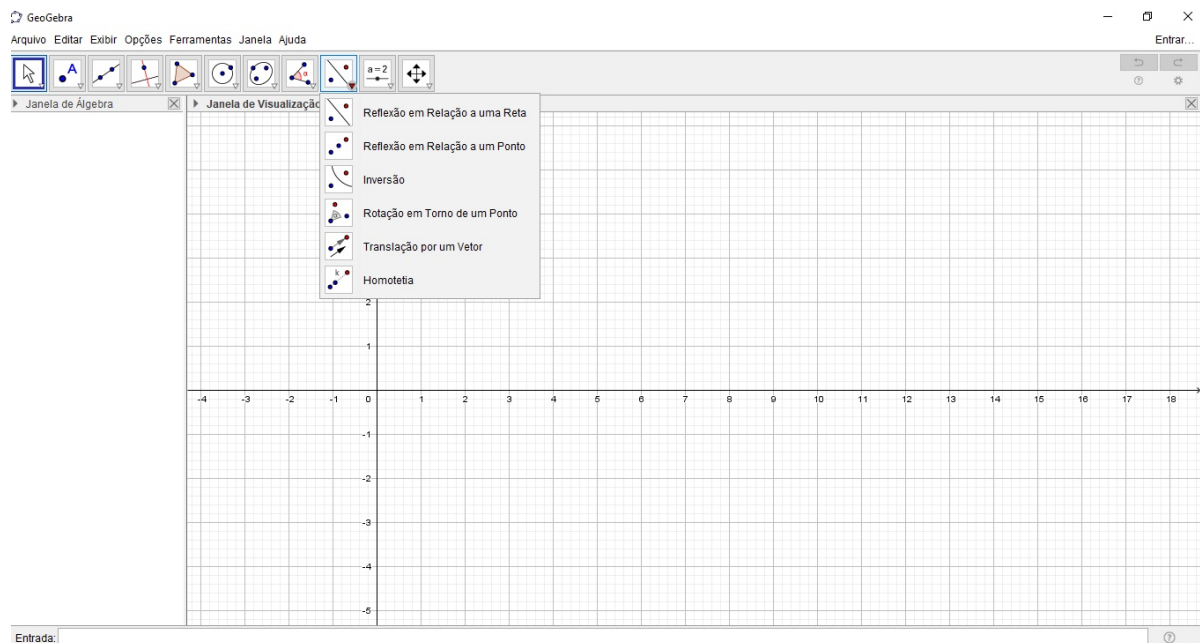 GeoGebra
Arquivo Editar Exibir Opções Ferramentas Janela Ajuda
Entrar...
A
α
a=2
Janela de Álgebra
Janela de Visualização
Reflexão em Relação a uma Reta
Reflexão em Relação a um Ponto
Inversão
Rotação em Torno de um Ponto
Translação por um Vetor
k
Homotetia
2
1
-4 -3 -2 -1 0 1 2 3 4 5 6 7 8 9 10 11 12 13 14 15 16 17 18
-1
-2
-3
-4
-5
Entrada: